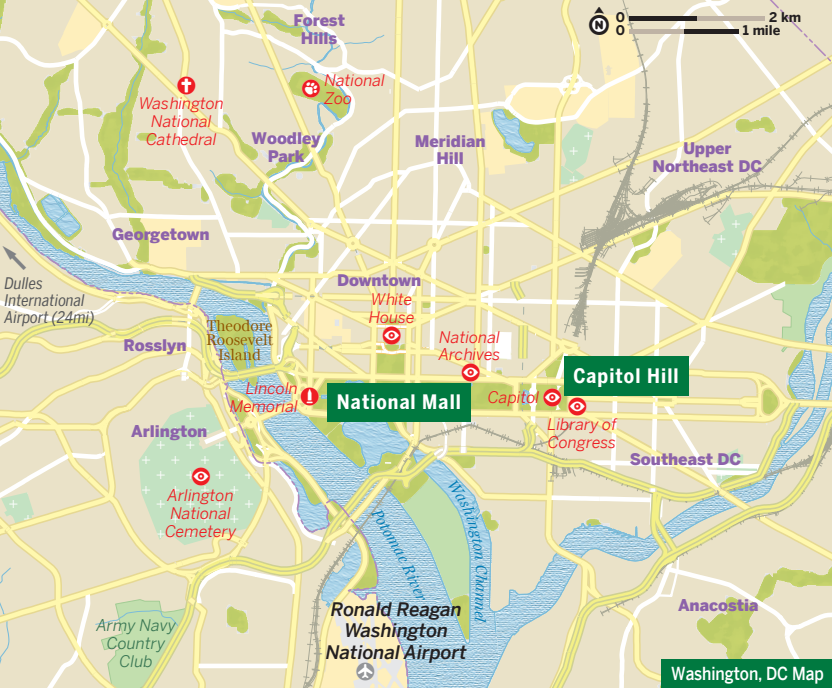 Forest
Hills
0
2 km
N
0
1 mile
National
Zoo
Washington
National
Cathedral
Woodley
Park
Meridian
Hill
Upper
Northeast DC
Georgetown
Dulles
International
Airport (24mi)
Downtown
White
House
Theodore
Roosevelt
Island
Rosslyn
National
Archives
Capitol Hill
Lincoln
Memorial
National Mall
Capitol
Library of
Congress
Arlington
Southeast DC
Arlington
National
Cemetery
Washington Channel
Potomac River
Ronald Reagan
Washington
National Airport
Anacostia
Army Navy
Country
Club
Washington, DC Map